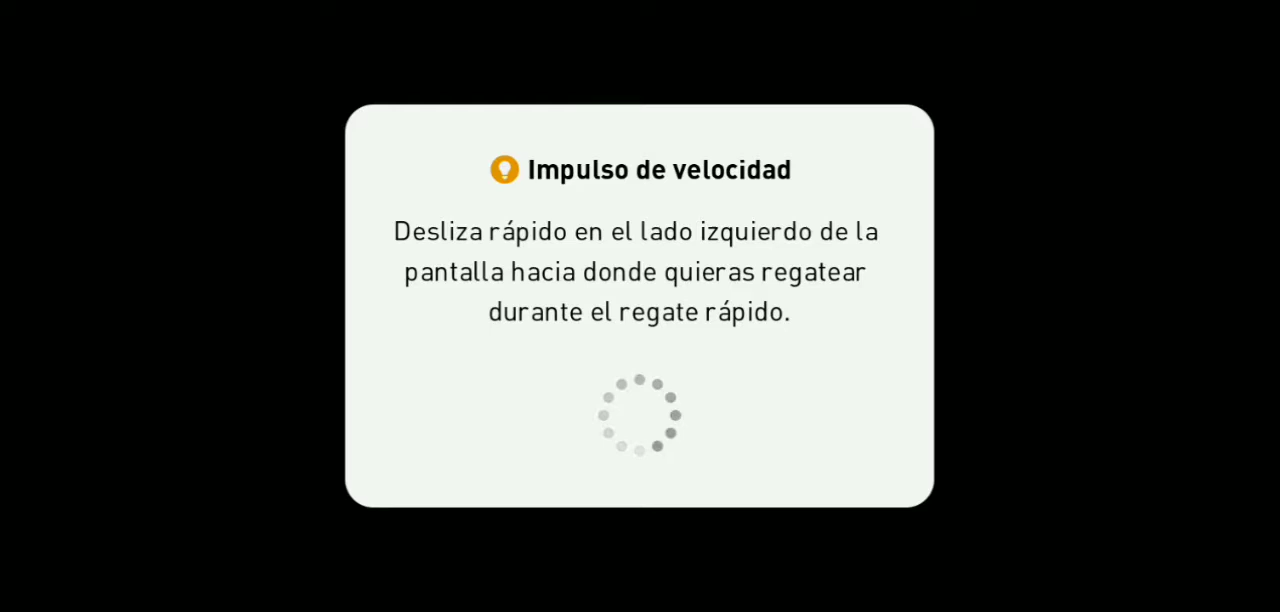 Impulso de velocidad
Desliza rápido en el lado izquierdo de la
pantalla hacia donde quieras regatear
durante el regate rápido.